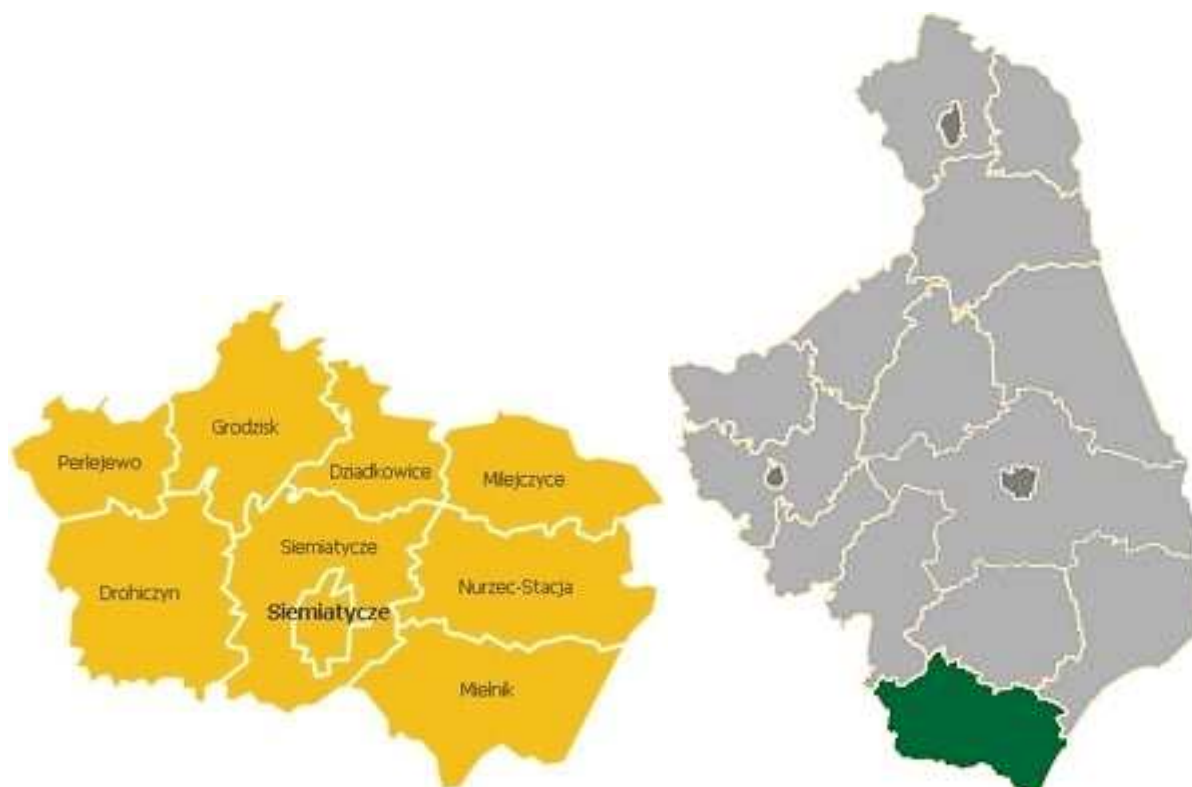 Grodzisk
Perlejewo
Dziadkowice
Milejczyce
Siemiatycze
Drohiczyn
Nurzec-Stacja
Siemiatycze
Mielnik